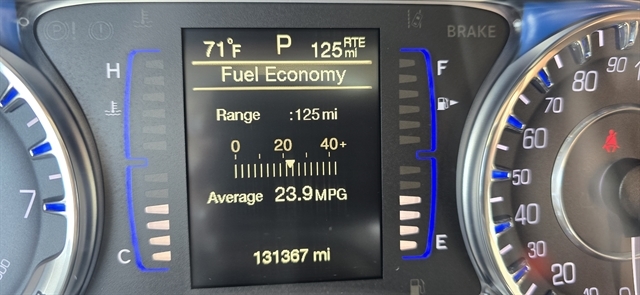 BRAKE
71°F P 125 mi RTE
H
Fuel Economy
F
Range :125 mi
0 20 40+
Average 23.9 MPG
C
E
131367 mi
7
90
80
70
60
50
40
30
20